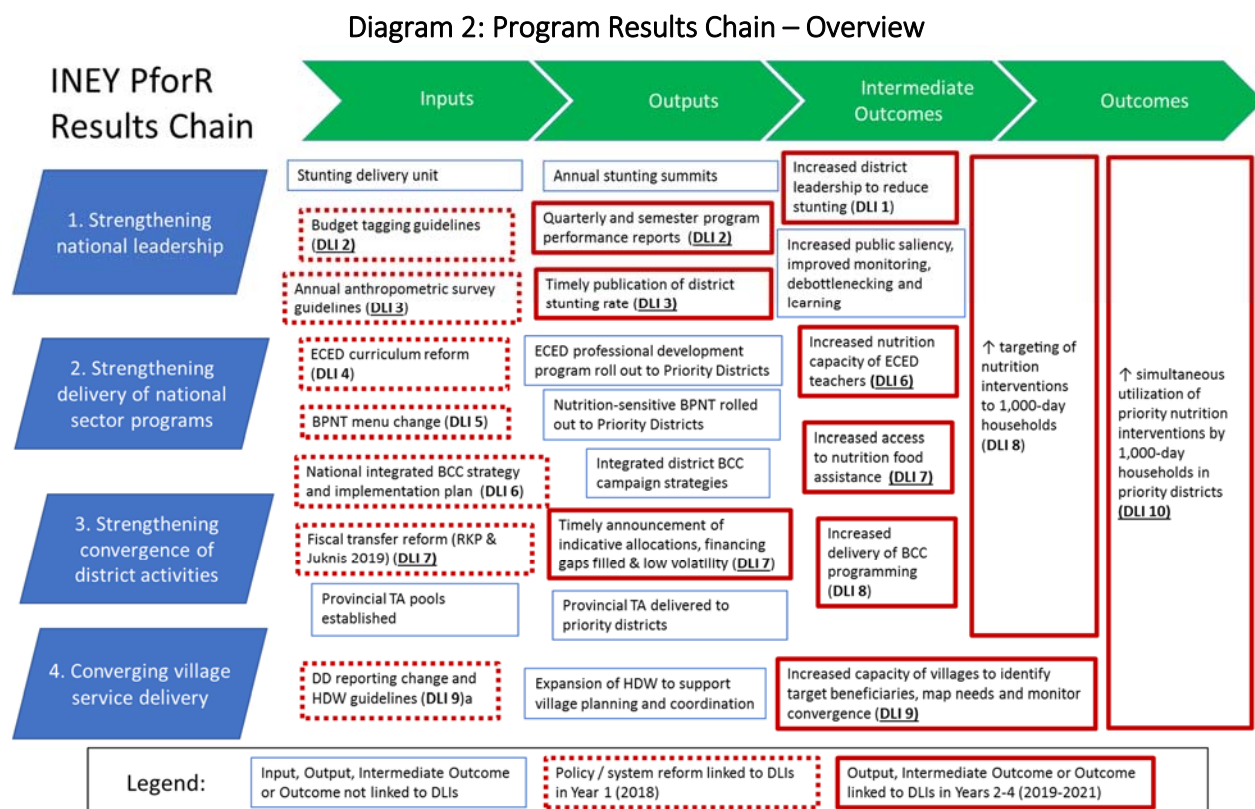 Diagram 2: Program Results Chain – Overview
INEY PforR
Results Chain
Inputs
Outputs
Intermediate
Outcomes
Outcomes
1. Strengthening
national leadership
Stunting delivery unit
Budget tagging guidelines
(DLI 2)
Annual anthropometric survey
guidelines (DLI 3)
Annual stunting summits
Quarterly and semester program
performance reports (DLI 2)
Timely publication of district
stunting rate (DLI 3)
Increased district
leadership to reduce
stunting (DLI 1)
Increased public saliency,
improved monitoring,
debottlenecking and
learning
2. Strengthening
delivery of national
sector programs
ECED curriculum reform
(DLI 4)
BPNT menu change (DLI 5)
National integrated BCC strategy
and implementation plan (DLI 6)
ECED professional development
program roll out to Priority Districts
Nutrition-sensitive BPNT rolled
out to Priority Districts
Integrated district BCC
campaign strategies
Increased nutrition
capacity of ECED
teachers (DLI 6)
Increased access
to nutrition food
assistance (DLI 7)
3. Strengthening
convergence of
district activities
Fiscal transfer reform (RKP &
Juknis 2019) (DLI 7)
Provincial TA pools
established
Timely announcement of
indicative allocations, financing
gaps filled & low volatility (DLI 7)
Provincial TA delivered to
priority districts
Increased
delivery of BCC
programming
(DLI 8)
4. Converging village
service delivery
DD reporting change and
HDW guidelines (DLI 9)a
Expansion of HDW to support
village planning and coordination
Increased capacity of villages to identify
target beneficiaries, map needs and monitor
convergence (DLI 9)
↑ targeting of
nutrition
interventions
to 1,000-day
households
(DLI 8)
↑ simultaneous
utilization of
priority nutrition
interventions by
1,000-day
households in
priority districts
(DLI 10)
Legend:
Input, Output, Intermediate Outcome
or Outcome not linked to DLIs
Policy / system reform linked to DLIs
in Year 1 (2018)
Output, Intermediate Outcome or Outcome
linked to DLIs in Years 2-4 (2019-2021)